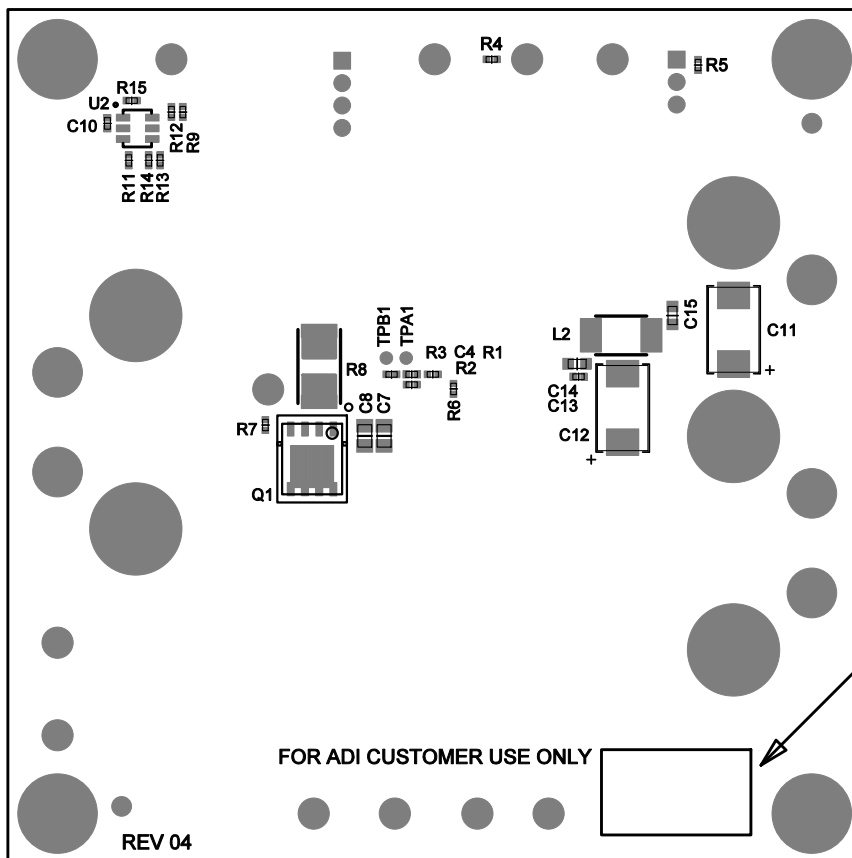 R4
R5
R15
U2
C10
R12
R9
R11
R14
R13
TPB1
TPA1
C15
L2
C11
+
R3 C4 R1
R8
R2
R6
C14
C13
C8
C7
R7
C12
+
Q1
FOR ADI CUSTOMER USE ONLY
REV 04